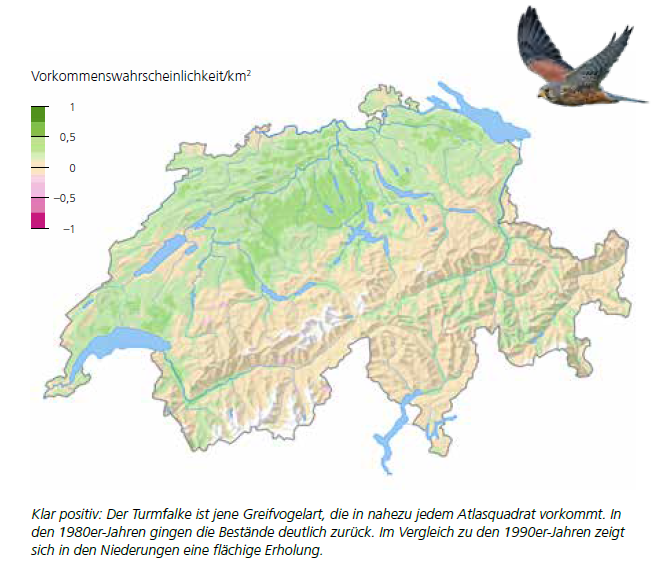 Vorkommenswahrscheinlichkeit/km²
1
0,5
0
–0,5
–1
Klar positiv: Der Turmfalke ist jene Greifvogelart, die in nahezu jedem Atlasquadrat vorkommt. In
den 1980er-Jahren gingen die Bestände deutlich zurück. Im Vergleich zu den 1990er-Jahren zeigt
sich in den Niederungen eine flächige Erholung.